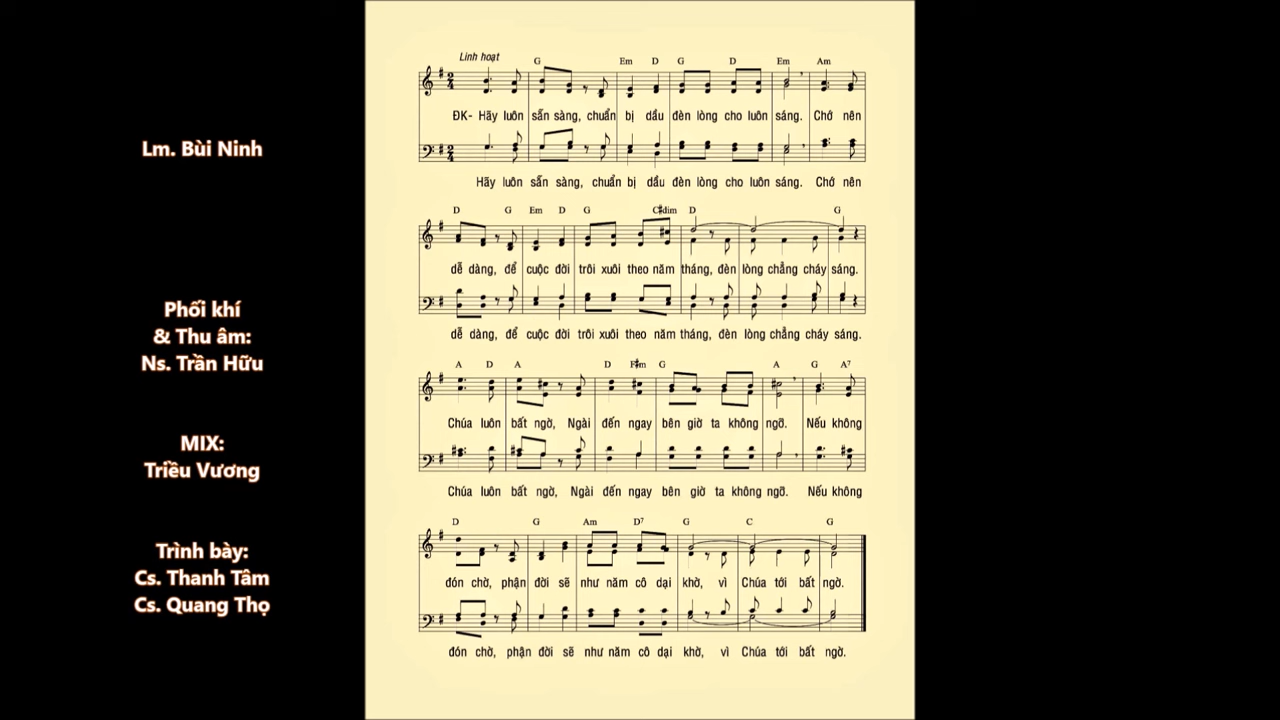 Lm. Bùi Ninh
Phối khí
& Thu âm:
Ns. Trần Hữu
MIX:
Triều Vương
Trình bày:
Cs. Thanh Tâm
Cs. Quang Thọ
Linh hoạt
G Em D G D Em Am
ĐK- Hãy luôn sẵn sàng, chuẩn bị dầu đèn lòng cho luôn sáng. Chớ nên
Hãy luôn sẵn sàng, chuẩn bị dầu đèn lòng cho luôn sáng. Chớ nên
D G Em D G C#dim D G
dễ dàng, để cuộc đời trôi xuôi theo năm tháng, đèn lòng chẳng cháy sáng.
dễ dàng, để cuộc đời trôi xuôi theo năm tháng, đèn lòng chẳng cháy sáng.
A D A D F#m G A G A7
Chúa luôn bất ngờ, Ngài đến ngay bên giờ ta không ngỡ. Nếu không
Chúa luôn bất ngờ, Ngài đến ngay bên giờ ta không ngỡ. Nếu không
D G Am D7 G C G
đón chờ, phận đời sẽ như năm cô dại khờ, vì Chúa tới bất ngờ.
đón chờ, phận đời sẽ như năm cô dại khờ, vì Chúa tới bất ngờ.